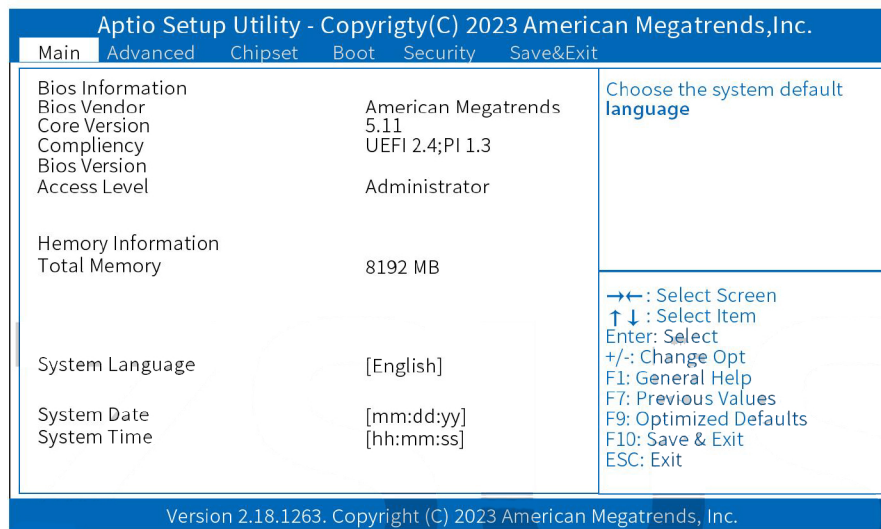 Aptio Setup Utility - Copyrigty(C) 2023 American Megatrends,Inc.
Main Advanced Chipset Boot Security Save&Exit
Bios Information
Bios Vendor American Megatrends
Core Version 5.11
Compliency UEFI 2.4;PI 1.3
Bios Version
Access Level Administrator
Hemory Information
Total Memory 8192 MB
System Language [English]
System Date [mm:dd:yy]
System Time [hh:mm:ss]
Choose the system default
language
→←: Select Screen
↑↓: Select Item
Enter: Select
+/-: Change Opt
F1: General Help
F7: Previous Values
F9: Optimized Defaults
F10: Save & Exit
ESC: Exit
Version 2.18.1263. Copyright (C) 2023 American Megatrends, Inc.